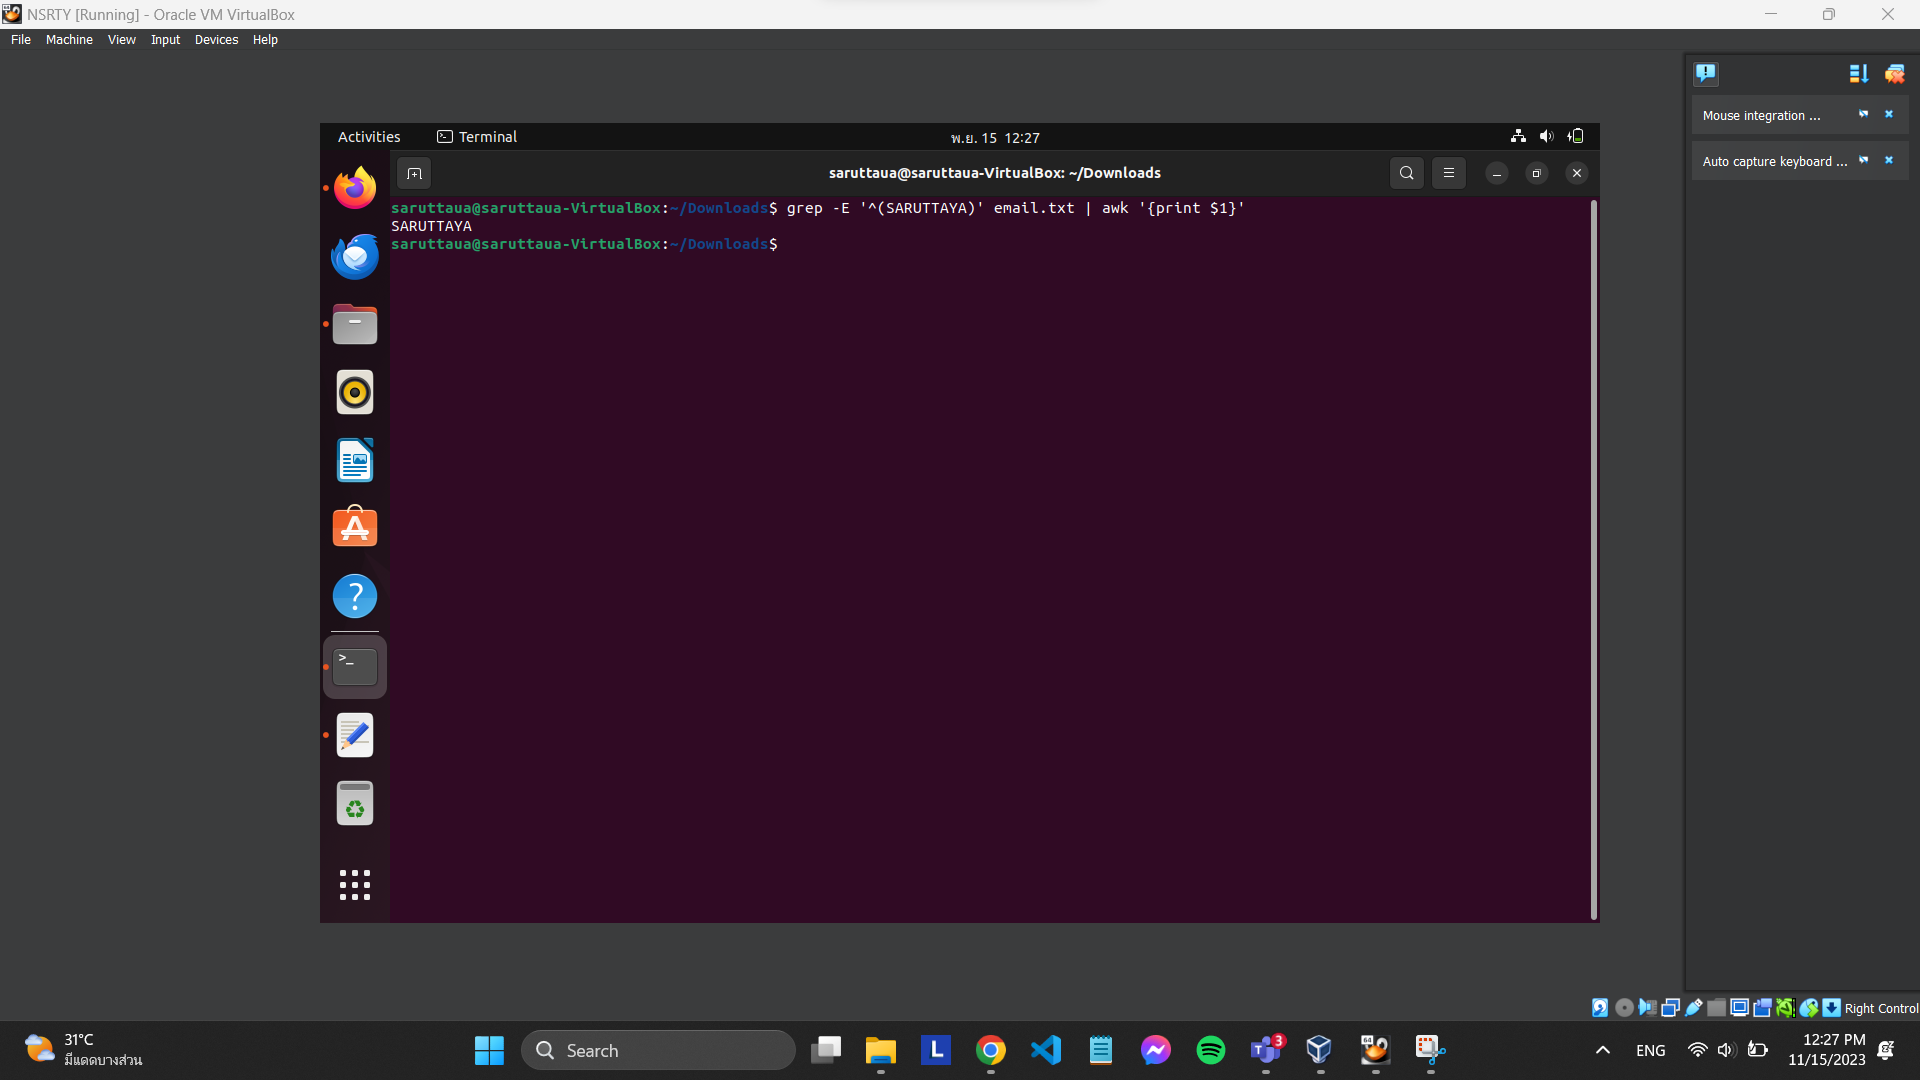 NSRTY [Running] - Oracle VM VirtualBox
File Machine View Input Devices Help
Mouse integration ...
Auto capture keyboard ...
Activities Terminal พ.ย. 15 12:27
saruttaua@saruttaua-VirtualBox: ~/Downloads
saruttaua@saruttaua-VirtualBox:~/Downloads$ grep -E '^(SARUTTAYA)' email.txt | awk '{print $1}'
SARUTTAYA
saruttaua@saruttaua-VirtualBox:~/Downloads$
Right Control
31°C
มีแดดบางส่วน
Search
L
3
64
ENG
12:27 PM
11/15/2023